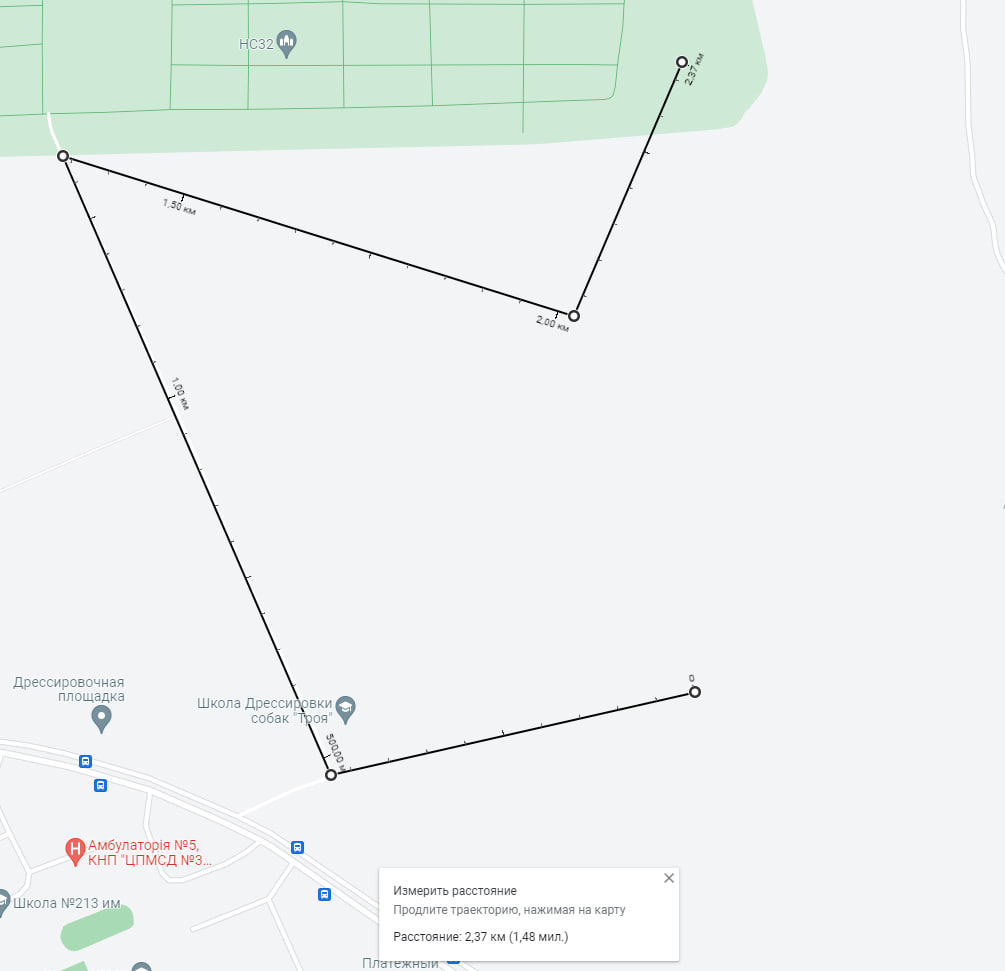 НС32
2,37 км
1,50 км
2,00 км
1,00 км
Дрессировочная
площадка
Школа Дрессировки
собак "Троя"
0
500,00 м
Амбулаторія №5,
КНП "ЦПМСД №3...
Школа №213 им
Измерить расстояние
Продлите траекторию, нажимая на карту
Расстояние: 2,37 км (1,48 мил.)
Платежный